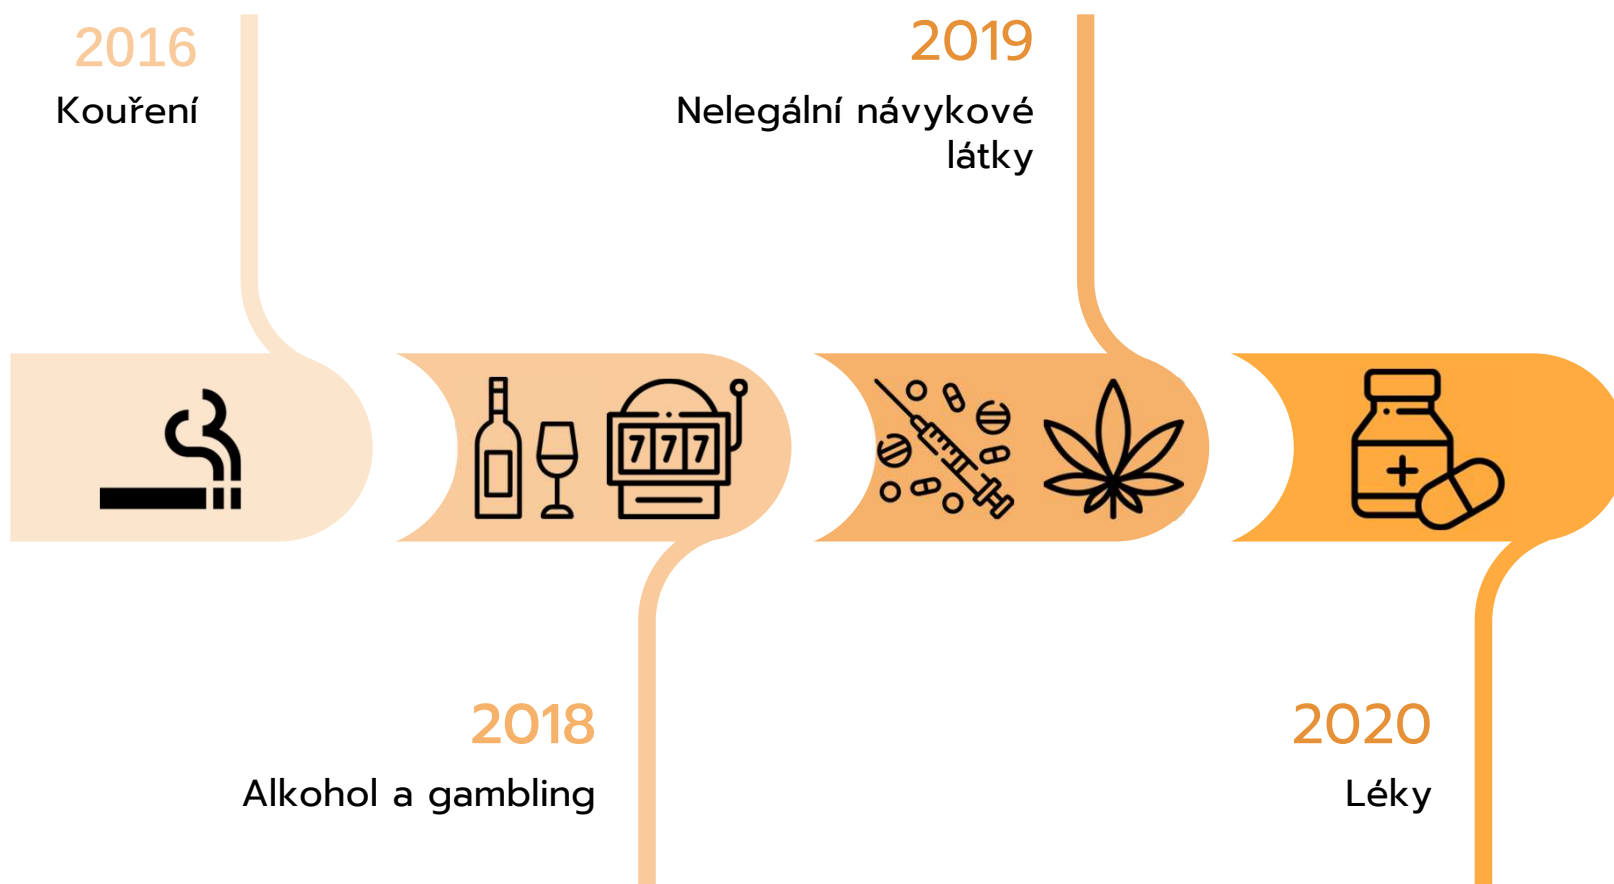 2016
Kouření
2019
Nelegální návykové
látky
777
2018
Alkohol a gambling
2020
Léky